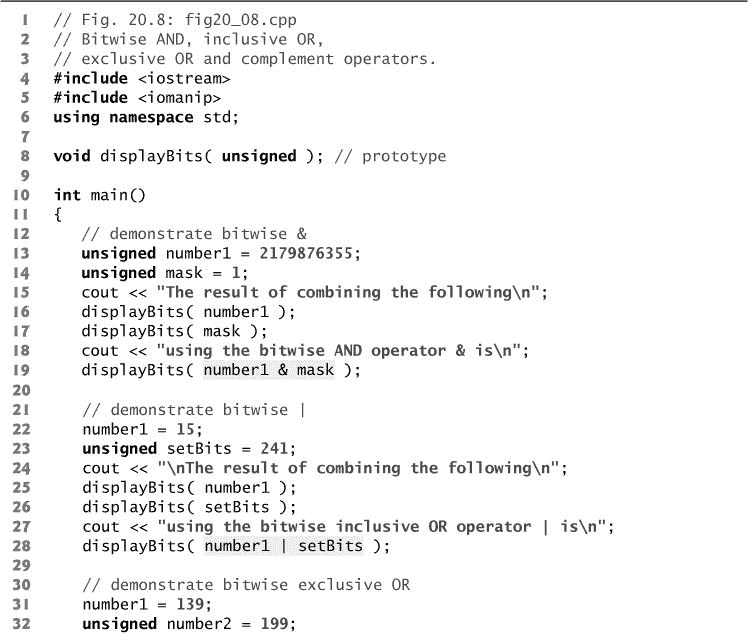 1 // Fig. 20.8: fig20_08.cpp
2 // Bitwise AND, inclusive OR,
3 // exclusive OR and complement operators.
4 #include <iostream>
5 #include <iomanip>
6 using namespace std;
7
8 void displayBits( unsigned ); // prototype
9
10 int main()
11 {
12    // demonstrate bitwise &
13    unsigned number1 = 2179876355;
14    unsigned mask = 1;
15    cout << "The result of combining the following\n";
16    displayBits( number1 );
17    displayBits( mask );
18    cout << "using the bitwise AND operator & is\n";
19    displayBits( number1 & mask );
20
21    // demonstrate bitwise |
22    number1 = 15;
23    unsigned setBits = 241;
24    cout << "\nThe result of combining the following\n";
25    displayBits( number1 );
26    displayBits( setBits );
27    cout << "using the bitwise inclusive OR operator | is\n";
28    displayBits( number1 | setBits );
29
30    // demonstrate bitwise exclusive OR
31    number1 = 139;
32    unsigned number2 = 199;